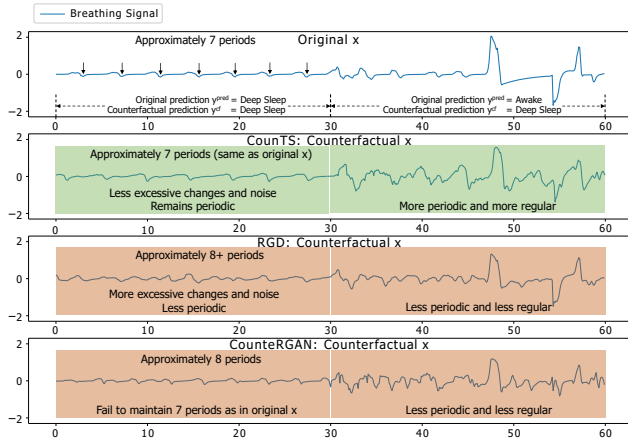 Breathing Signal
Original x
Approximately 7 periods
2
0
−2
Original prediction y^pred = Deep Sleep
Counterfactual prediction y^cf = Deep Sleep
Original prediction y^pred = Awake
Counterfactual prediction y^cf = Deep Sleep
0 10 20 30 40 50 60
CounTS: Counterfactual x
2
0
−2
Approximately 7 periods (same as original x)
Less excessive changes and noise
Remains periodic
More periodic and more regular
0 10 20 30 40 50 60
RGD: Counterfactual x
2
0
−2
Approximately 8+ periods
More excessive changes and noise
Less periodic
Less periodic and less regular
0 10 20 30 40 50 60
CounteRGAN: Counterfactual x
2
0
−2
Approximately 8 periods
Fail to maintain 7 periods as in original x
Less periodic and less regular
0 10 20 30 40 50 60